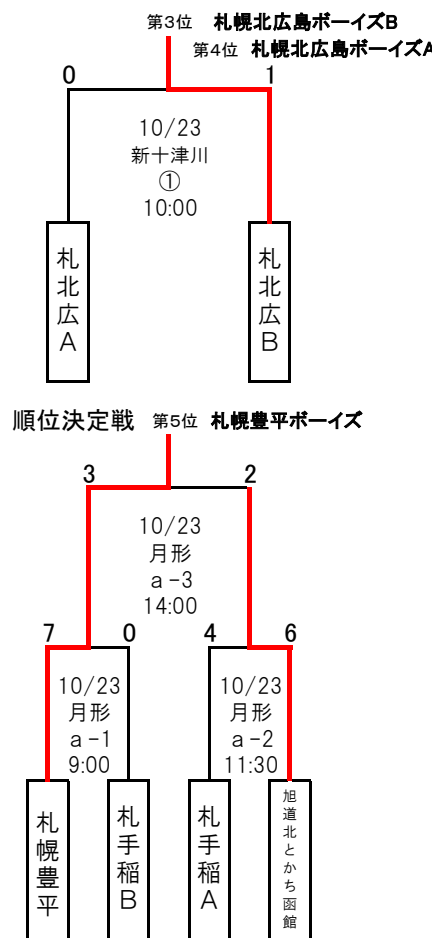 第3位 札幌北広島ボーイズB
第4位 札幌北広島ボーイズA
0 1
10/23
新十津川
①
10:00
札北広A
札北広B
順位決定戦 第5位 札幌豊平ボーイズ
3 2
10/23
月形
a-3
14:00
7 0 4 6
10/23
月形
a-1
9:00
10/23
月形
a-2
11:30
札幌豊平
札手稲B
札手稲A
旭道北とかち函館